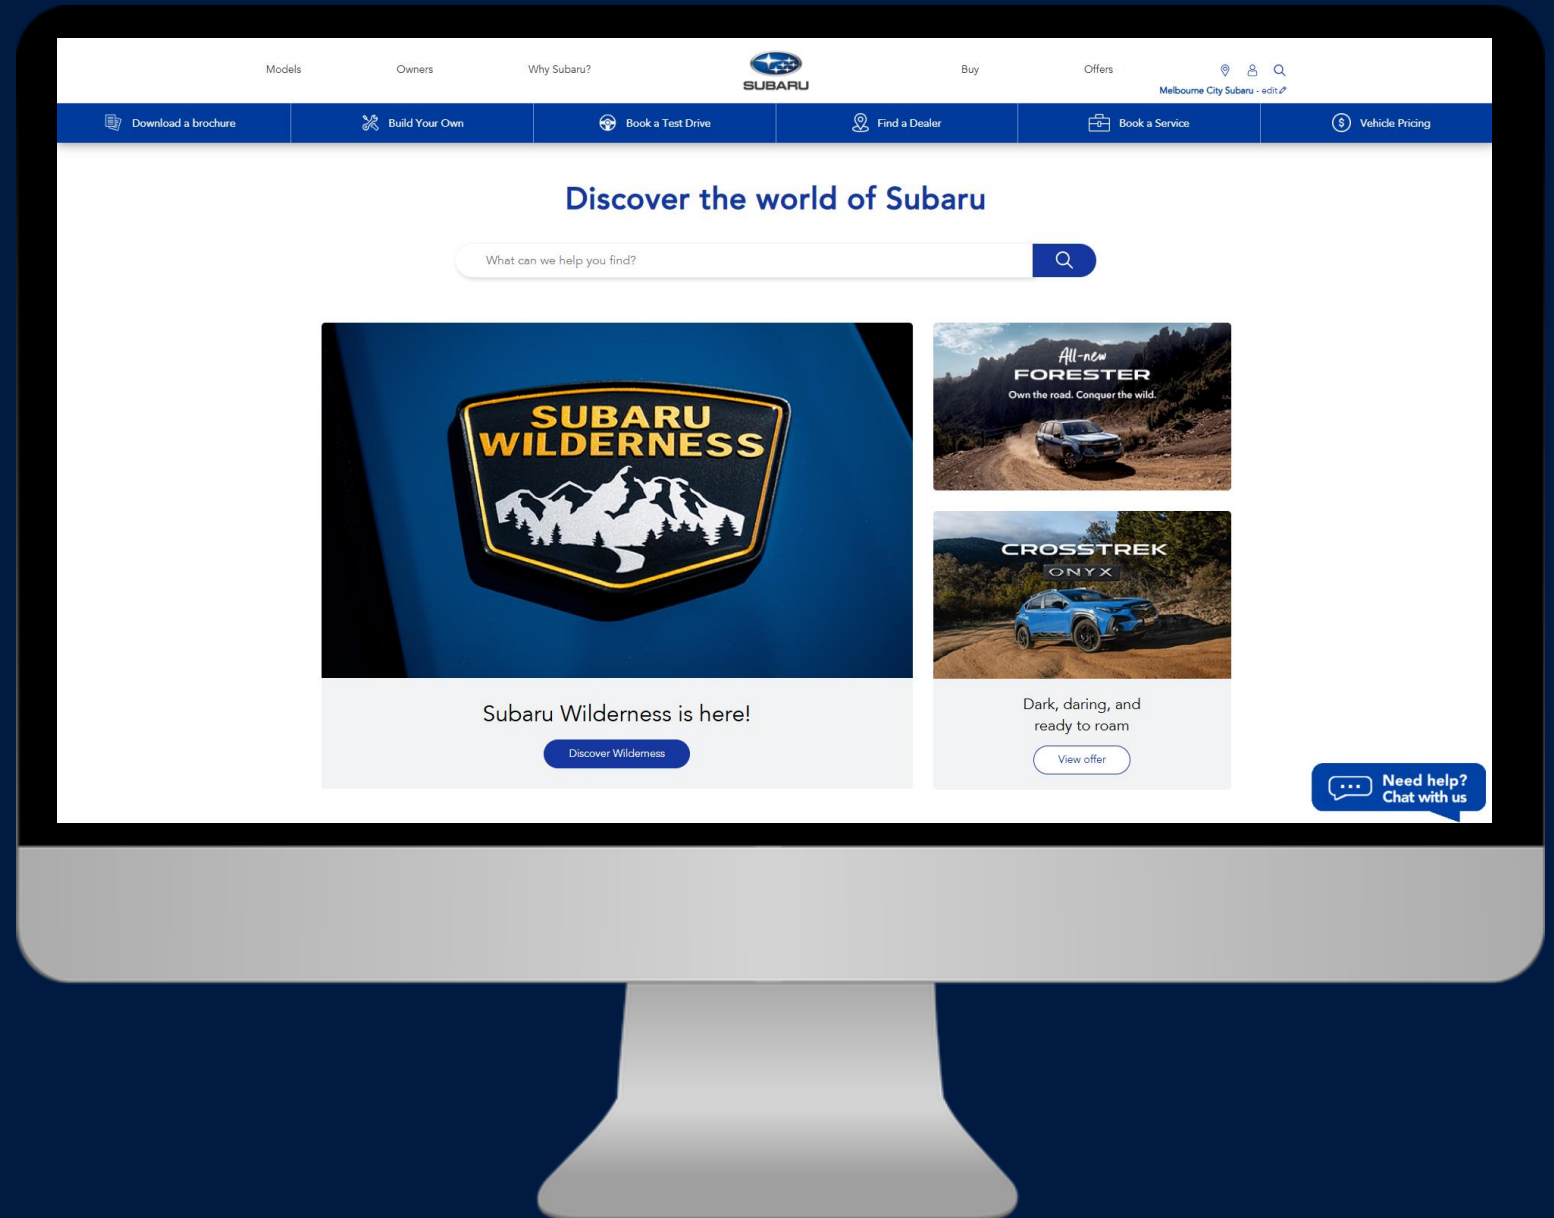 Models
Owners
Why Subaru?
SUBARU
Buy
Offers
Melbourne City Subaru - edit
Download a brochure
Build Your Own
Book a Test Drive
Find a Dealer
Book a Service
Vehicle Pricing
Discover the world of Subaru
What can we help you find?
SUBARU
WILDERNESS
Subaru Wilderness is here!
Discover Wilderness
All-new
FORESTER
Own the road. Conquer the wild.
CROSSTREK
ONYX
Dark, daring, and
ready to roam
View offer
Need help?
Chat with us